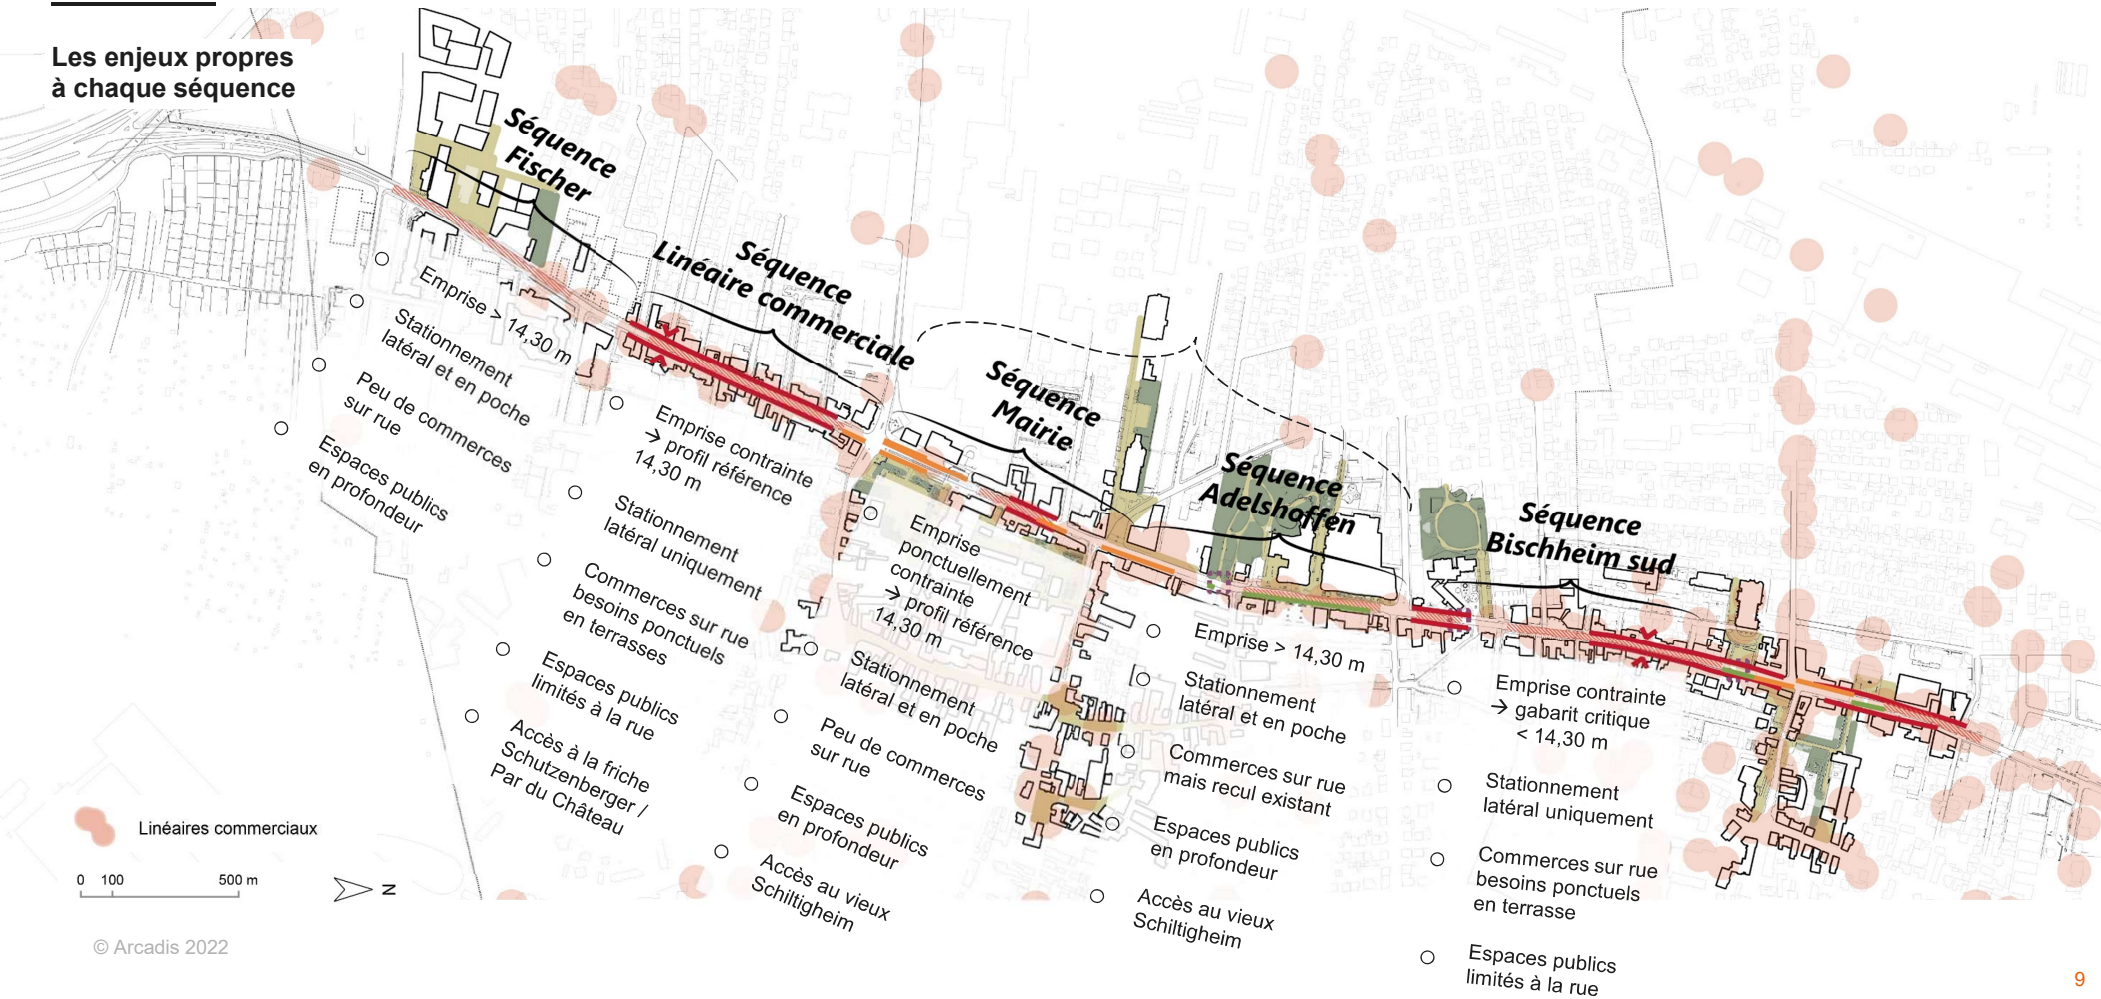 Les enjeux propres
à chaque séquence
Séquence
Fischer
Emprise > 14,30 m
Stationnement
latéral et en poche
Peu de commerces
sur rue
Espaces publics
en profondeur
Séquence
Linéaire commerciale
Emprise contrainte
→ profil référence
14,30 m
Stationnement
latéral uniquement
Commerces sur rue
besoins ponctuels
en terrasses
Espaces publics
limités à la rue
Accès à la friche
Schutzenberger /
Par du Château
Séquence
Mairie
Emprise
ponctuellement
contrainte
→ profil référence
14,30 m
Stationnement
latéral et en poche
Peu de commerces
sur rue
Espaces publics
en profondeur
Accès au vieux
Schiltigheim
Séquence
Adelshoffen
Emprise > 14,30 m
Stationnement
latéral et en poche
Commerces sur rue
mais recul existant
Espaces publics
en profondeur
Accès au vieux
Schiltigheim
Séquence
Bischheim sud
Emprise contrainte
→ gabarit critique
< 14,30 m
Stationnement
latéral uniquement
Commerces sur rue
besoins ponctuels
en terrasse
Espaces publics
limités à la rue
Linéaires commerciaux
0 100 500 m
N
© Arcadis 2022
9